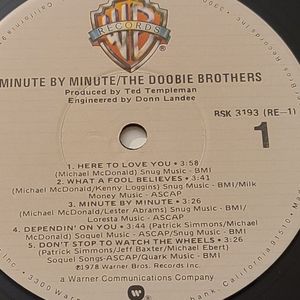 WB
RECORDS
MINUTE BY MINUTE/THE DOOBIE BROTHERS
Produced by Ted Templeman
Engineered by Donn Landee
BSK 3193 (RE-1)
1
1. HERE TO LOVE YOU • 3:58
(Michael McDonald) Snug Music - BMI
2. WHAT A FOOL BELIEVES • 3:41
(Michael McDonald/Kenny Loggins) Snug Music - BMI/Milk
Money Music - ASCAP
3. MINUTE BY MINUTE • 3:26
(Michael McDonald/Lester Abrams) Snug Music - BMI/
Loresta Music - ASCAP
4. DEPENDIN' ON YOU • 3:44 (Patrick Simmons/Michael
McDonald) Soquel Songs - ASCAP/Snug Music - BMI
5. DON'T STOP TO WATCH THE WHEELS • 3:26
(Patrick Simmons/Jeff Baxter/Michael Ebert)
Soquel Songs-ASCAP/Quark Music - BMI
℗1978 Warner Bros. Records Inc.
a Warner Communications Company
3300